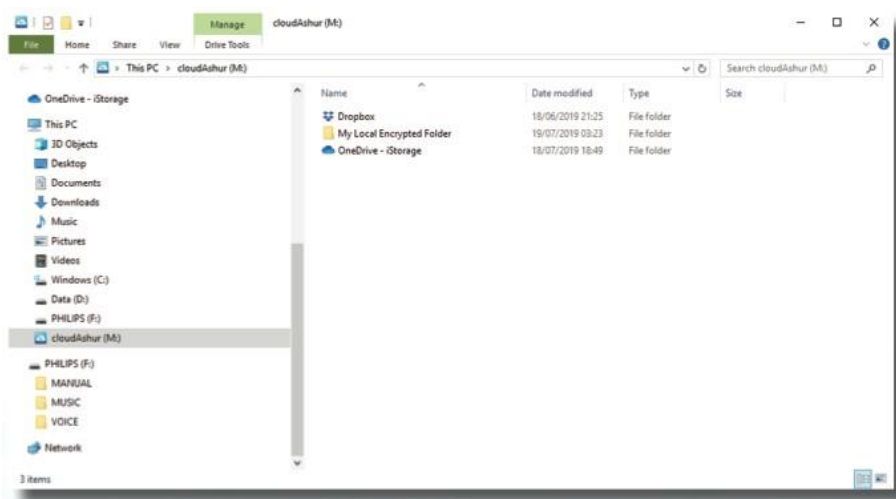 Manage cloudAshur (M:)
File Home Share View Drive Tools
This PC > cloudAshur (M:) Search cloudAshur (M:)
OneDrive - iStorage
This PC
3D Objects
Desktop
Documents
Downloads
Music
Pictures
Videos
Windows (C:)
Data (D:)
PHILIPS (F:)
cloudAshur (M:)
PHILIPS (F:)
MANUAL
MUSIC
VOICE
Network
Name Date modified Type Size
Dropbox 18/06/2019 21:25 File folder
My Local Encrypted Folder 19/07/2019 03:23 File folder
OneDrive - iStorage 18/07/2019 18:49 File folder
3 items